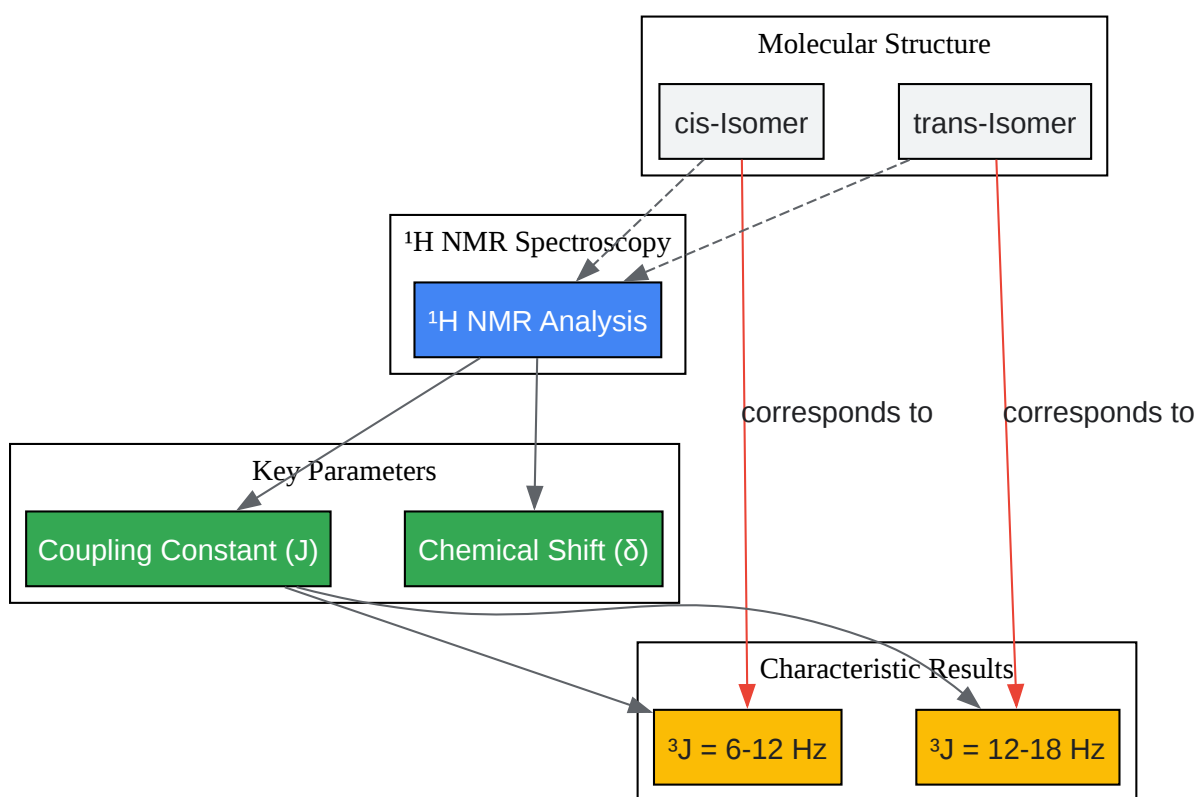 Molecular Structure
cis-Isomer
trans-Isomer
¹H NMR Spectroscopy
¹H NMR Analysis
corresponds to
corresponds to
Key Parameters
Coupling Constant (J)
Chemical Shift (δ)
Characteristic Results
³J = 6-12 Hz
³J = 12-18 Hz